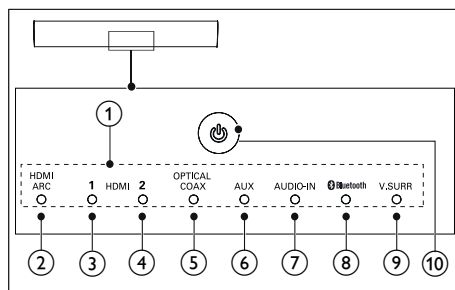 1
HDMI ARC
1 HDMI 2
OPTICAL COAX
AUX
AUDIO-IN
Bluetooth
V.SURR
2
3
4
5
6
7
8
9
10